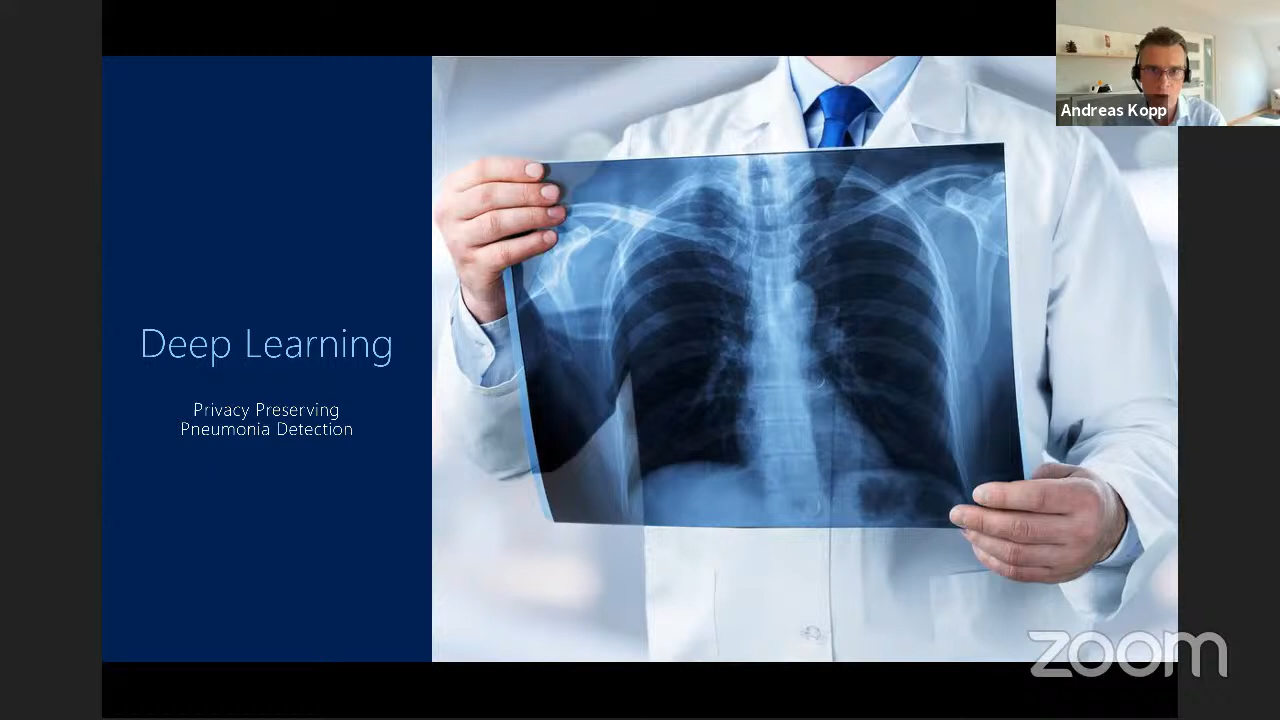 Andreas Kopp
Deep Learning
Privacy Preserving
Pneumonia Detection
zoom